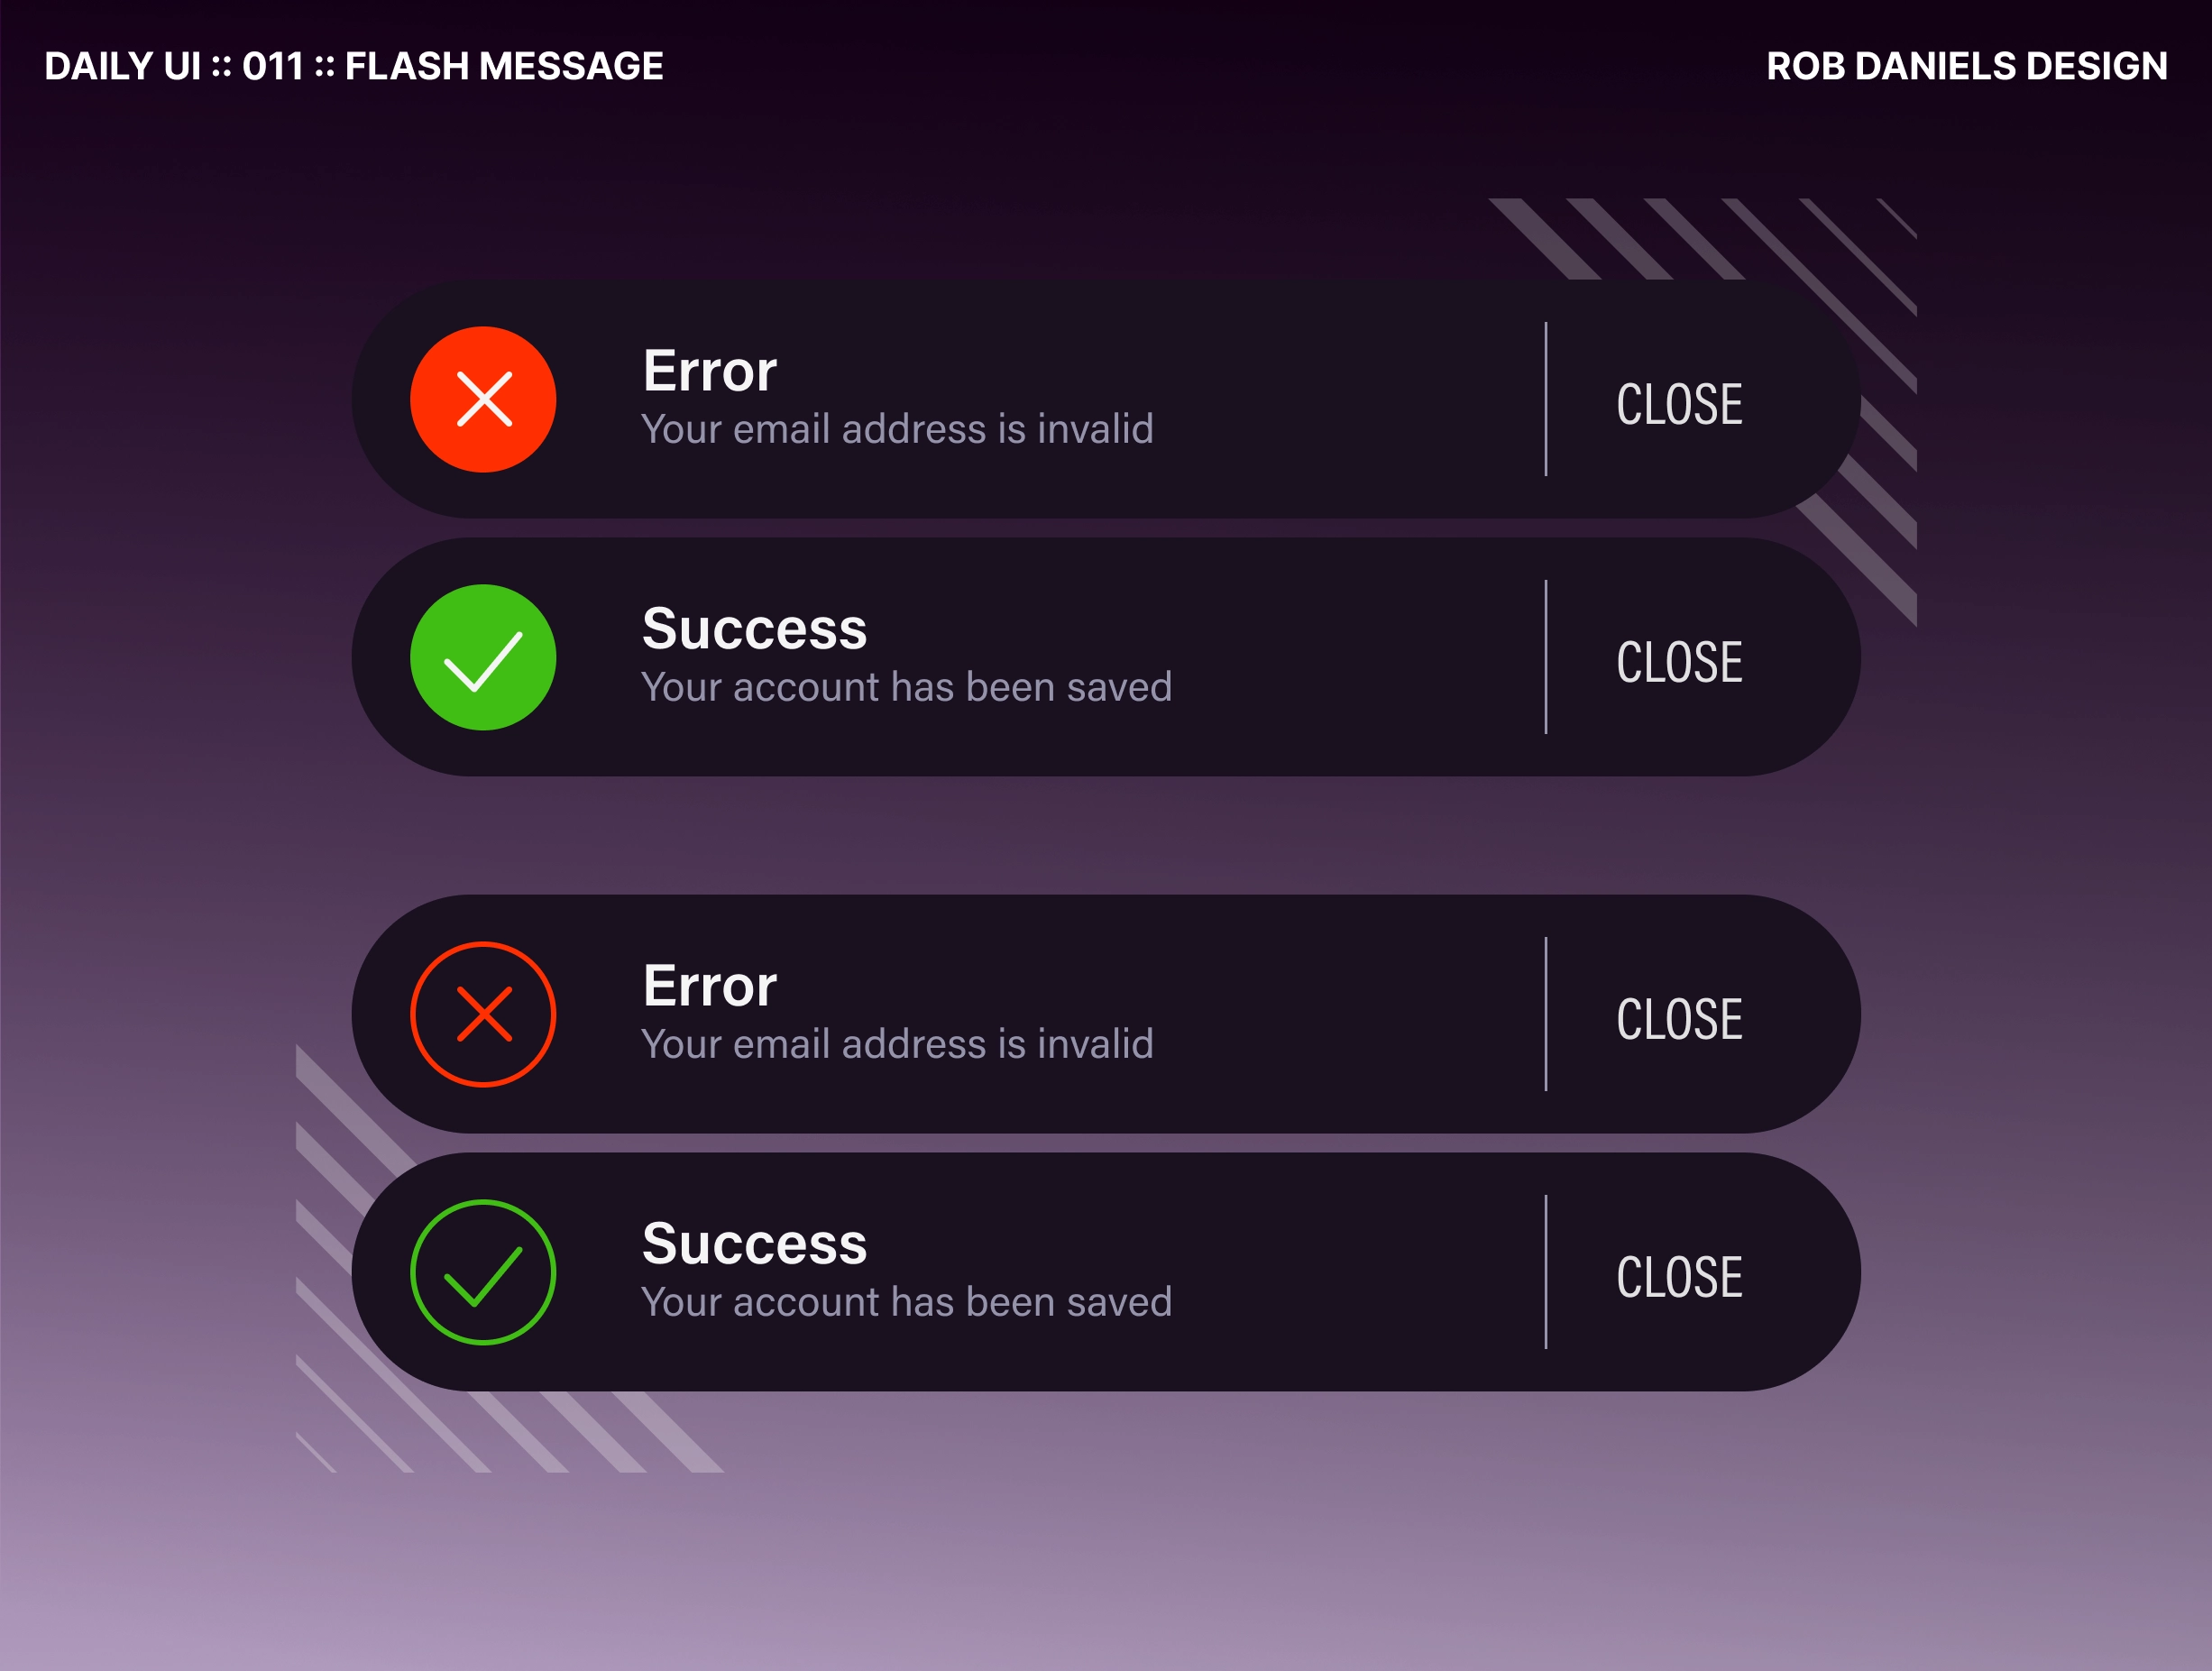 DAILY UI :: 011 :: FLASH MESSAGE
ROB DANIELS DESIGN
Error
Your email address is invalid
CLOSE
Success
Your account has been saved
CLOSE
Error
Your email address is invalid
CLOSE
Success
Your account has been saved
CLOSE